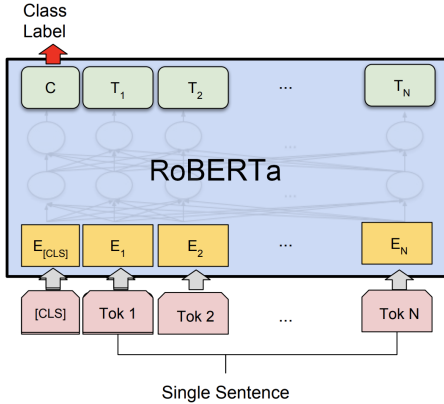 Class
Label
C T1 T2 ... TN
...
RoBERTa
...
E[CLS] E1 E2 ... EN
[CLS] Tok 1 Tok 2 ... Tok N
Single Sentence